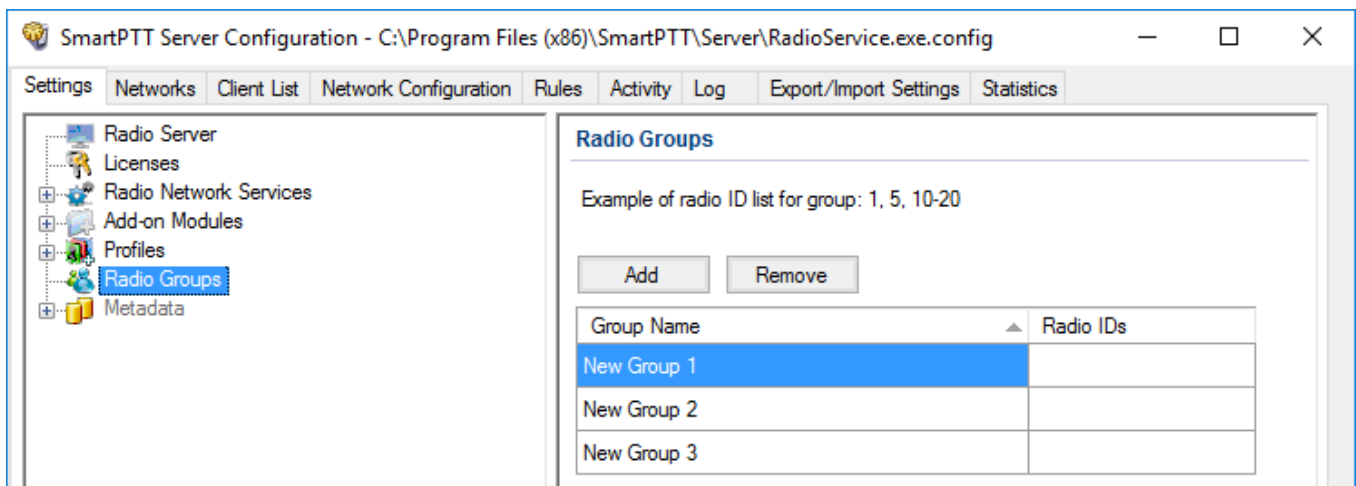 SmartPTT Server Configuration - C:\Program Files (x86)\SmartPTT\Server\RadioService.exe.config
Settings Networks Client List Network Configuration Rules Activity Log Export/Import Settings Statistics
Radio Server
Licenses
Radio Network Services
Add-on Modules
Profiles
Radio Groups
Metadata
Radio Groups
Example of radio ID list for group: 1, 5, 10-20
Add Remove
Group Name Radio IDs
New Group 1
New Group 2
New Group 3